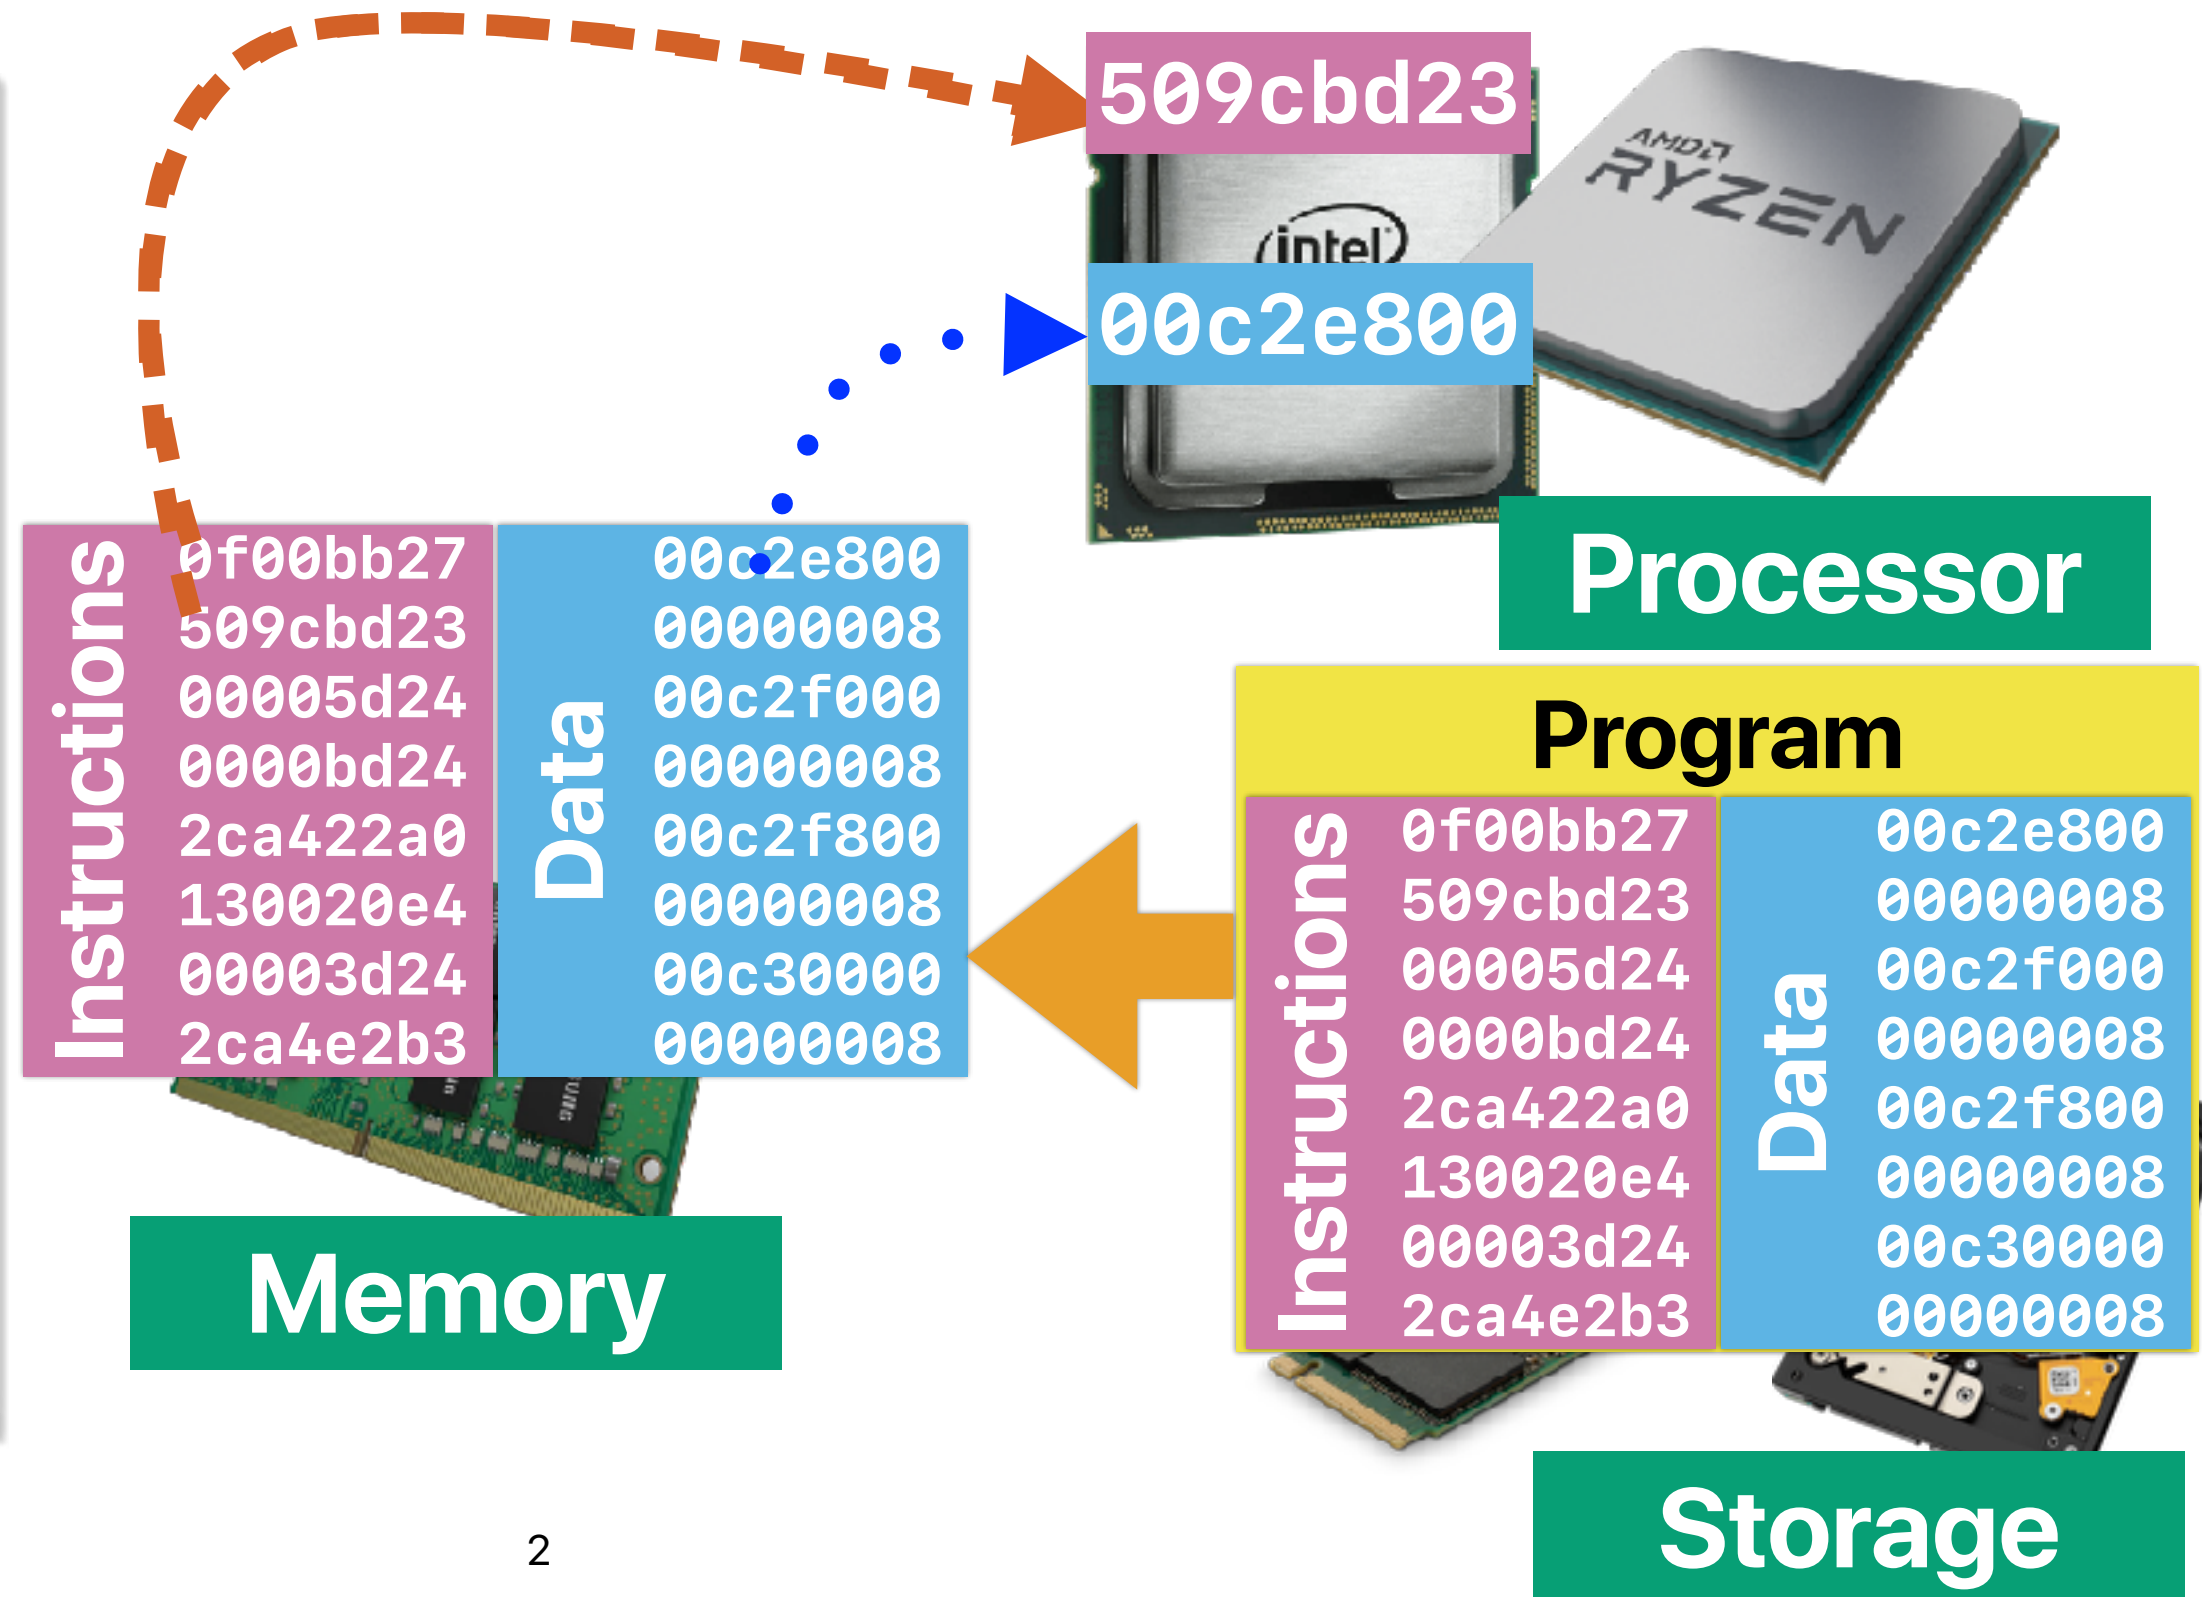 509cbd23
intel
AMD
RYZEN
00c2e800
Processor
Instructions
0f00bb27
509cbd23
00005d24
0000bd24
2ca422a0
130020e4
00003d24
2ca4e2b3
Data
00c2e800
00000008
00c2f000
00000008
00c2f800
00000008
00c30000
00000008
Memory
Program
Instructions
0f00bb27
509cbd23
00005d24
0000bd24
2ca422a0
130020e4
00003d24
2ca4e2b3
Data
00c2e800
00000008
00c2f000
00000008
00c2f800
00000008
00c30000
00000008
Storage
2